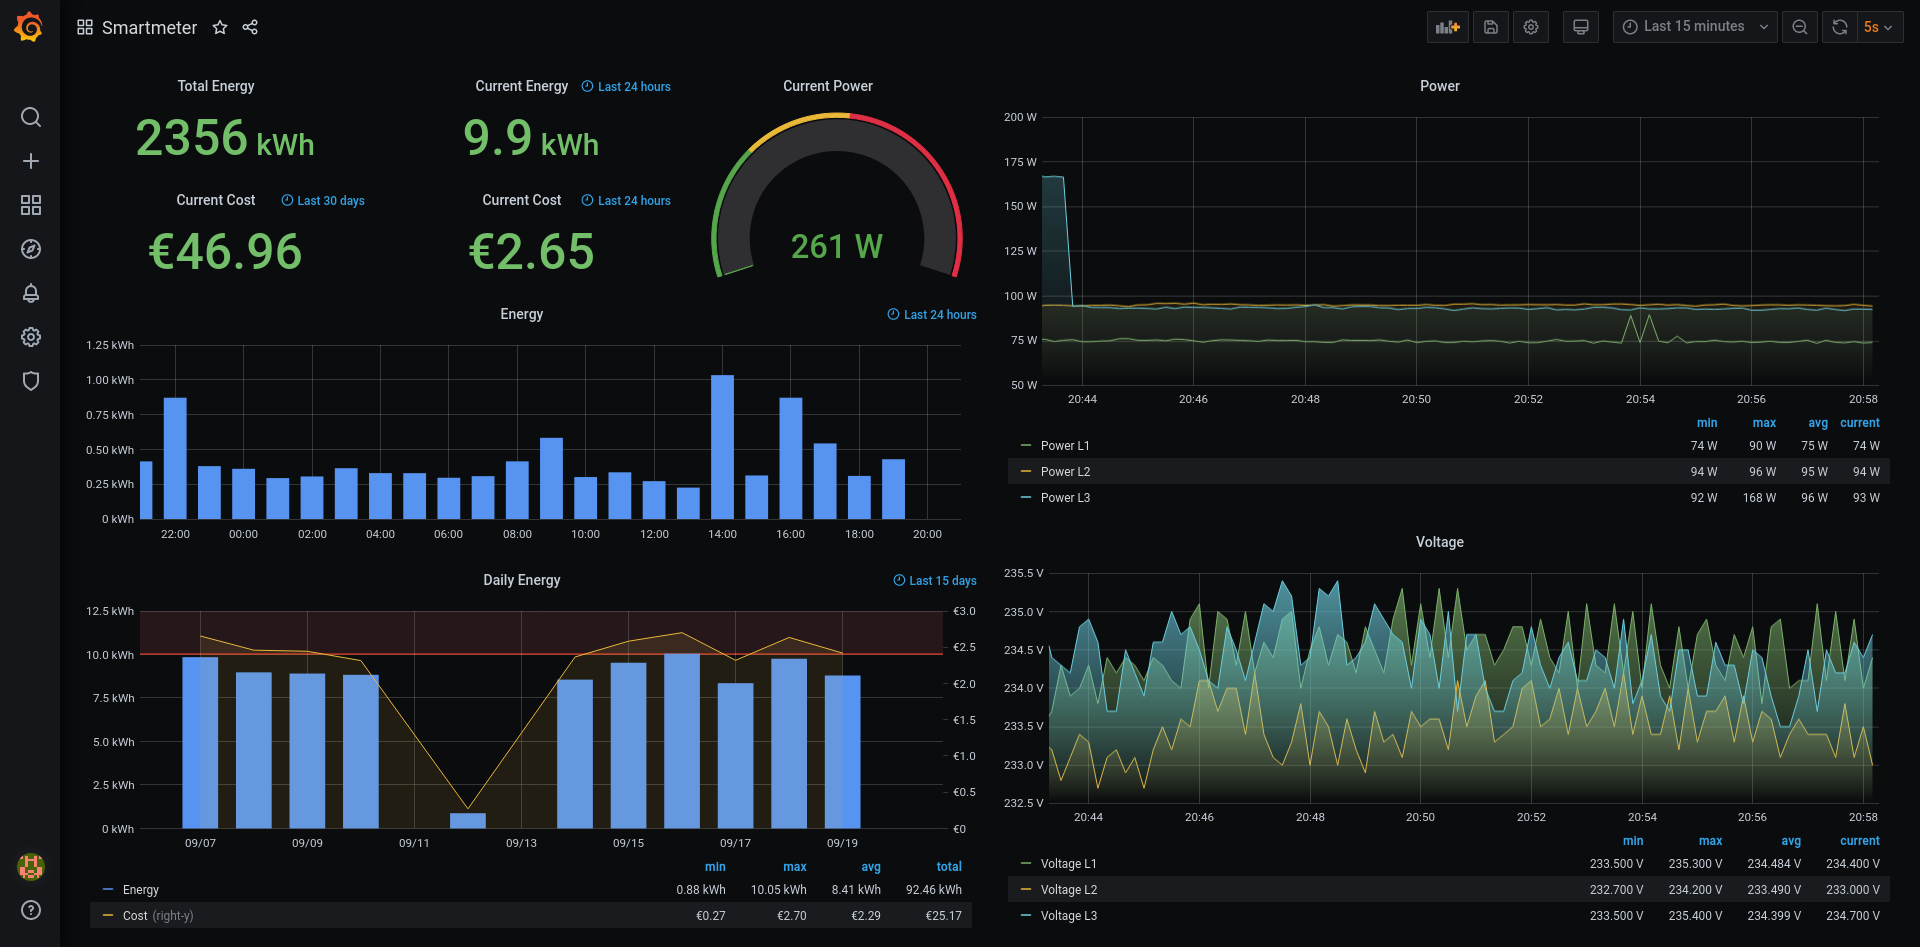 Smartmeter
Last 15 minutes
5s
Total Energy
2356 kWh
Current Energy Last 24 hours
9.9 kWh
Current Cost Last 30 days
€46.96
Current Cost Last 24 hours
€2.65
Current Power
261 W
Energy Last 24 hours
1.25 kWh
1.00 kWh
0.75 kWh
0.50 kWh
0.25 kWh
0 kWh
22:00 00:00 02:00 04:00 06:00 08:00 10:00 12:00 14:00 16:00 18:00 20:00
Daily Energy Last 15 days
12.5 kWh €3.0
10.0 kWh €2.5
7.5 kWh €2.0
5.0 kWh €1.5
2.5 kWh €1.0
0 kWh €0.5
€0
09/07 09/09 09/11 09/13 09/15 09/17 09/19
min max avg total
Energy 0.88 kWh 10.05 kWh 8.41 kWh 92.46 kWh
Cost (right-y) €0.27 €2.70 €2.29 €25.17
Power
200 W
175 W
150 W
125 W
100 W
75 W
50 W
20:44 20:46 20:48 20:50 20:52 20:54 20:56 20:58
min max avg current
Power L1 74 W 90 W 75 W 74 W
Power L2 94 W 96 W 95 W 94 W
Power L3 92 W 168 W 96 W 93 W
Voltage
235.5 V
235.0 V
234.5 V
234.0 V
233.5 V
233.0 V
232.5 V
20:44 20:46 20:48 20:50 20:52 20:54 20:56 20:58
min max avg current
Voltage L1 233.500 V 235.300 V 234.484 V 234.400 V
Voltage L2 232.700 V 234.200 V 233.490 V 233.000 V
Voltage L3 233.500 V 235.400 V 234.399 V 234.700 V